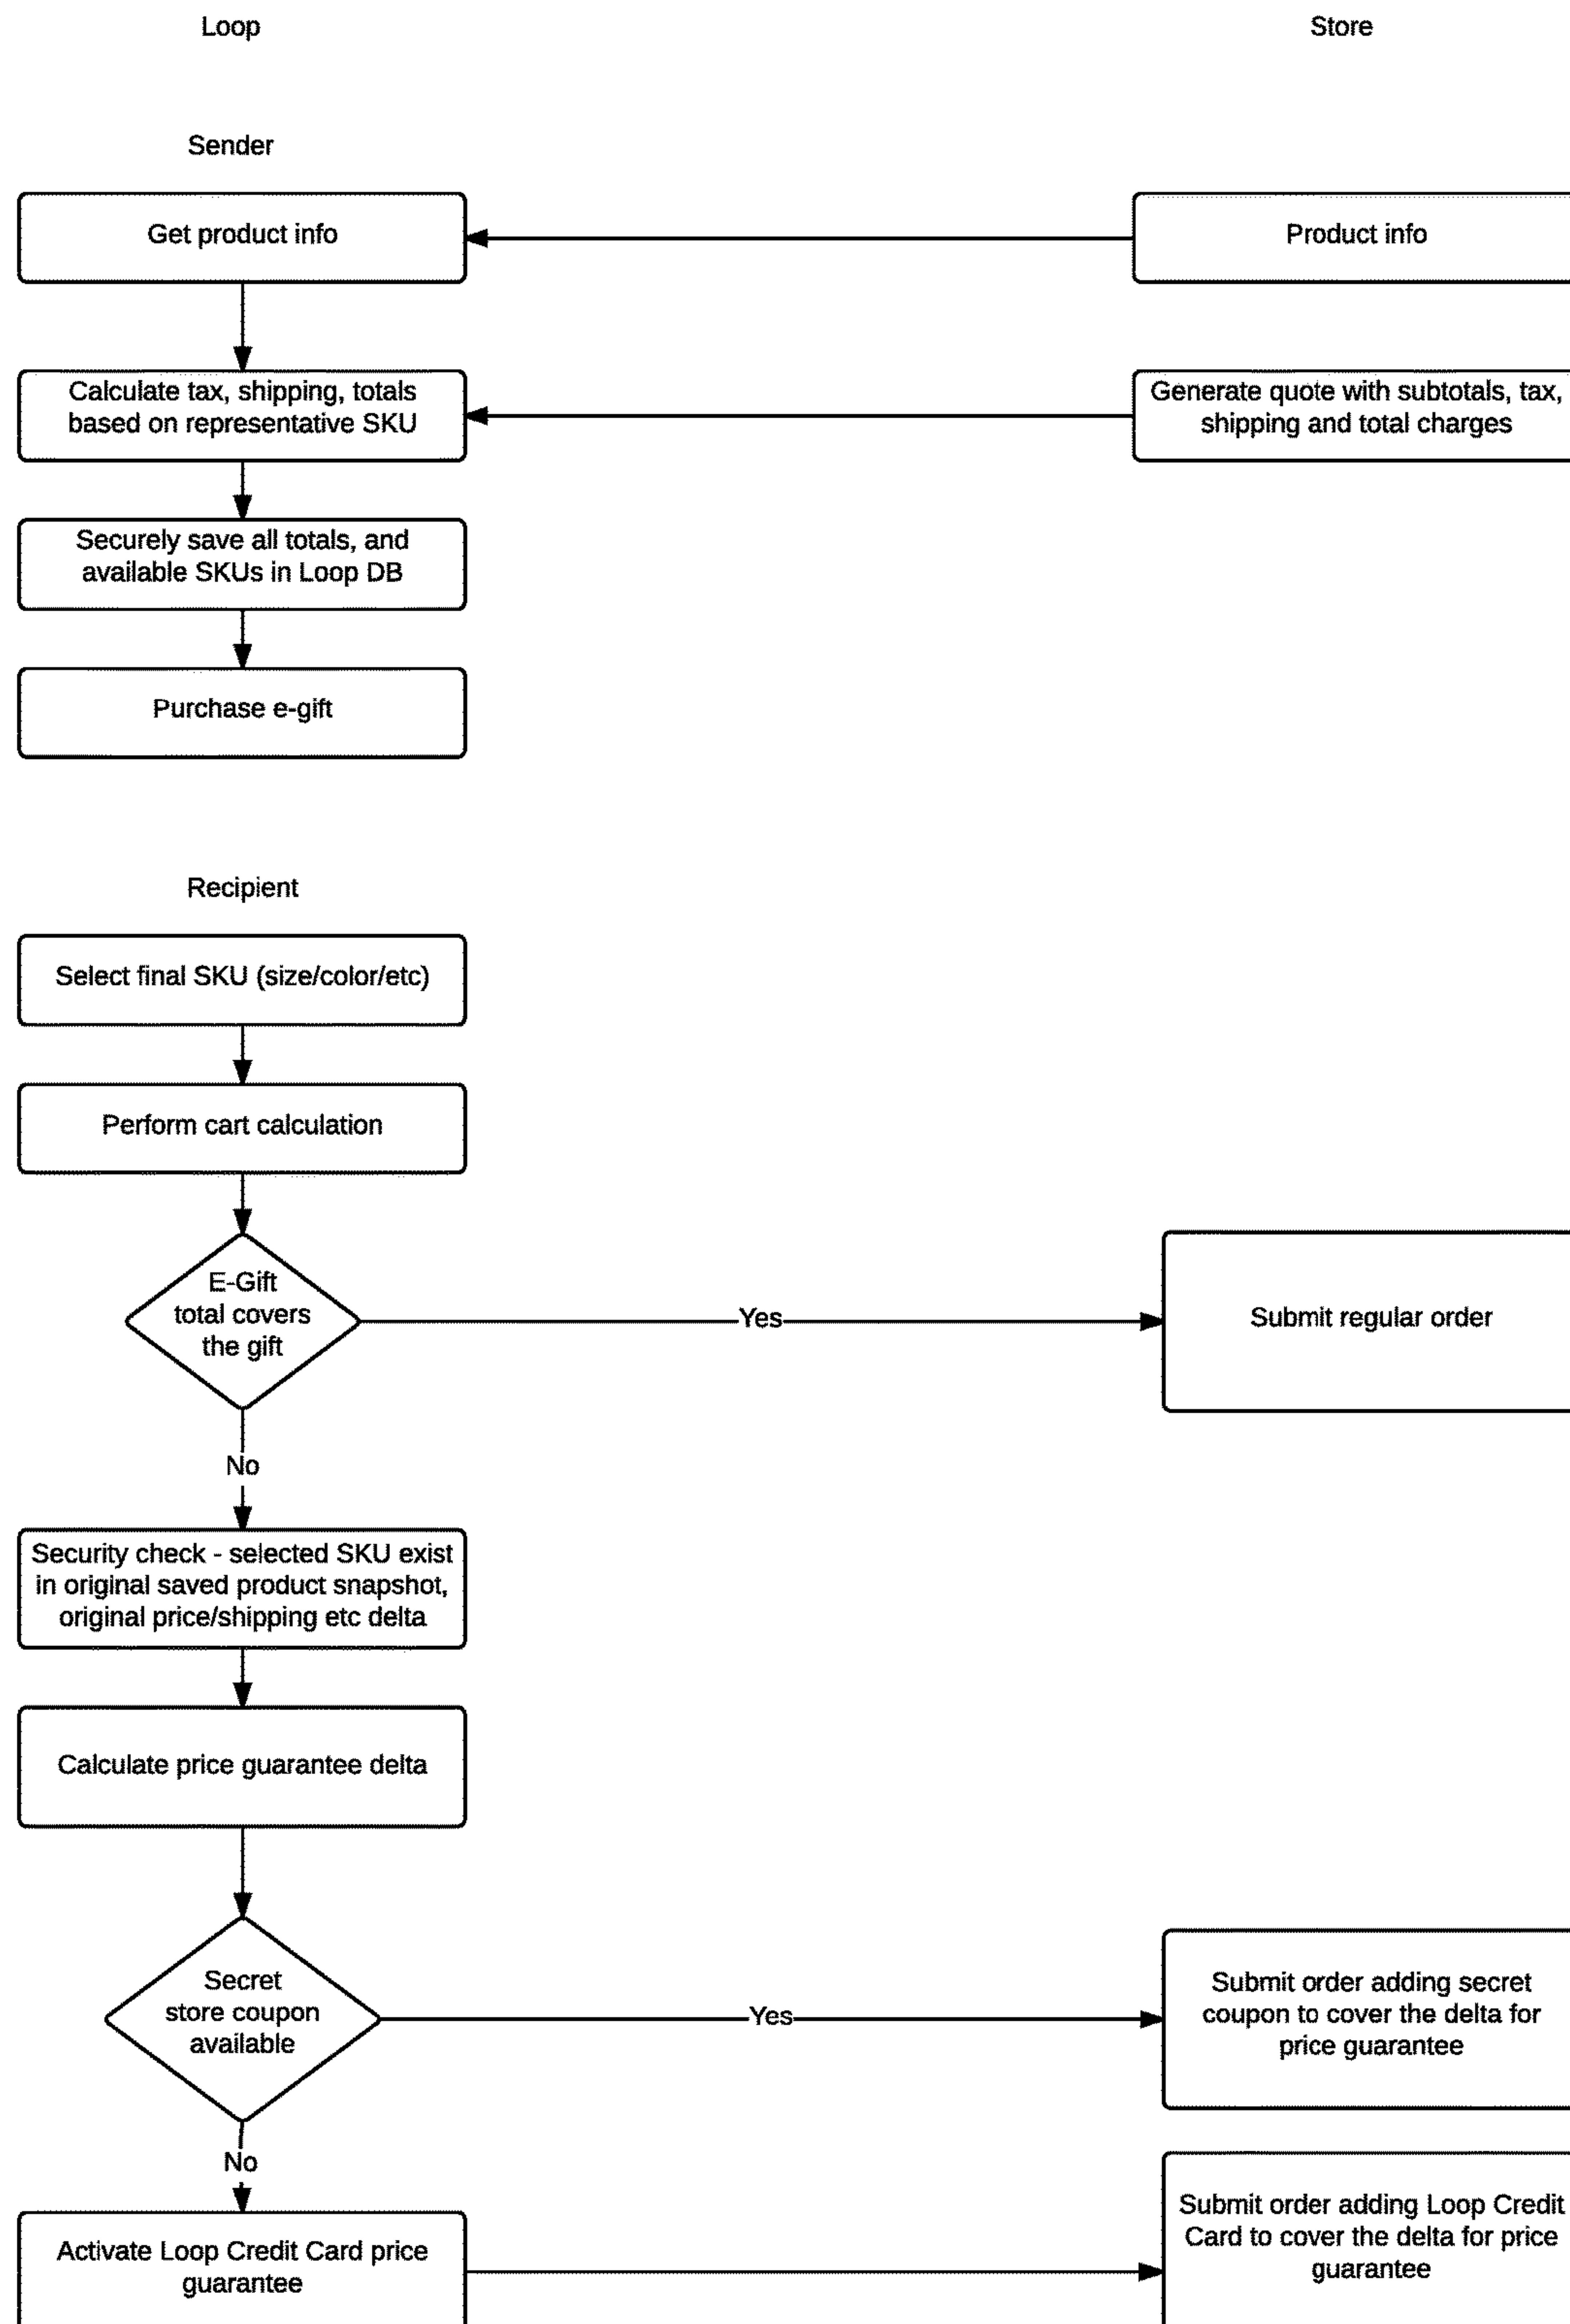 Loop
Store
Sender
Get product info
Product info
Calculate tax, shipping, totals
based on representative SKU
Generate quote with subtotals, tax,
shipping and total charges
Securely save all totals, and
available SKUs in Loop DB
Purchase e-gift
Recipient
Select final SKU (size/color/etc)
Perform cart calculation
E-Gift
total covers
the gift
Yes
Submit regular order
No
Security check - selected SKU exist
in original saved product snapshot,
original price/shipping etc delta
Calculate price guarantee delta
Secret
store coupon
available
Yes
Submit order adding secret
coupon to cover the delta for
price guarantee
No
Activate Loop Credit Card price
guarantee
Submit order adding Loop Credit
Card to cover the delta for price
guarantee